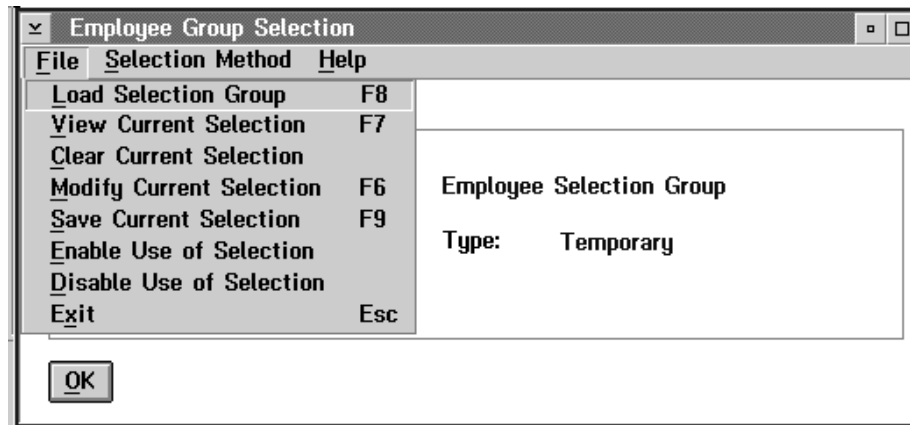 Employee Group Selection
File Selection Method Help
Load Selection Group F8
View Current Selection F7
Clear Current Selection
Modify Current Selection F6
Save Current Selection F9
Enable Use of Selection
Disable Use of Selection
Exit Esc
Employee Selection Group
Type: Temporary
OK